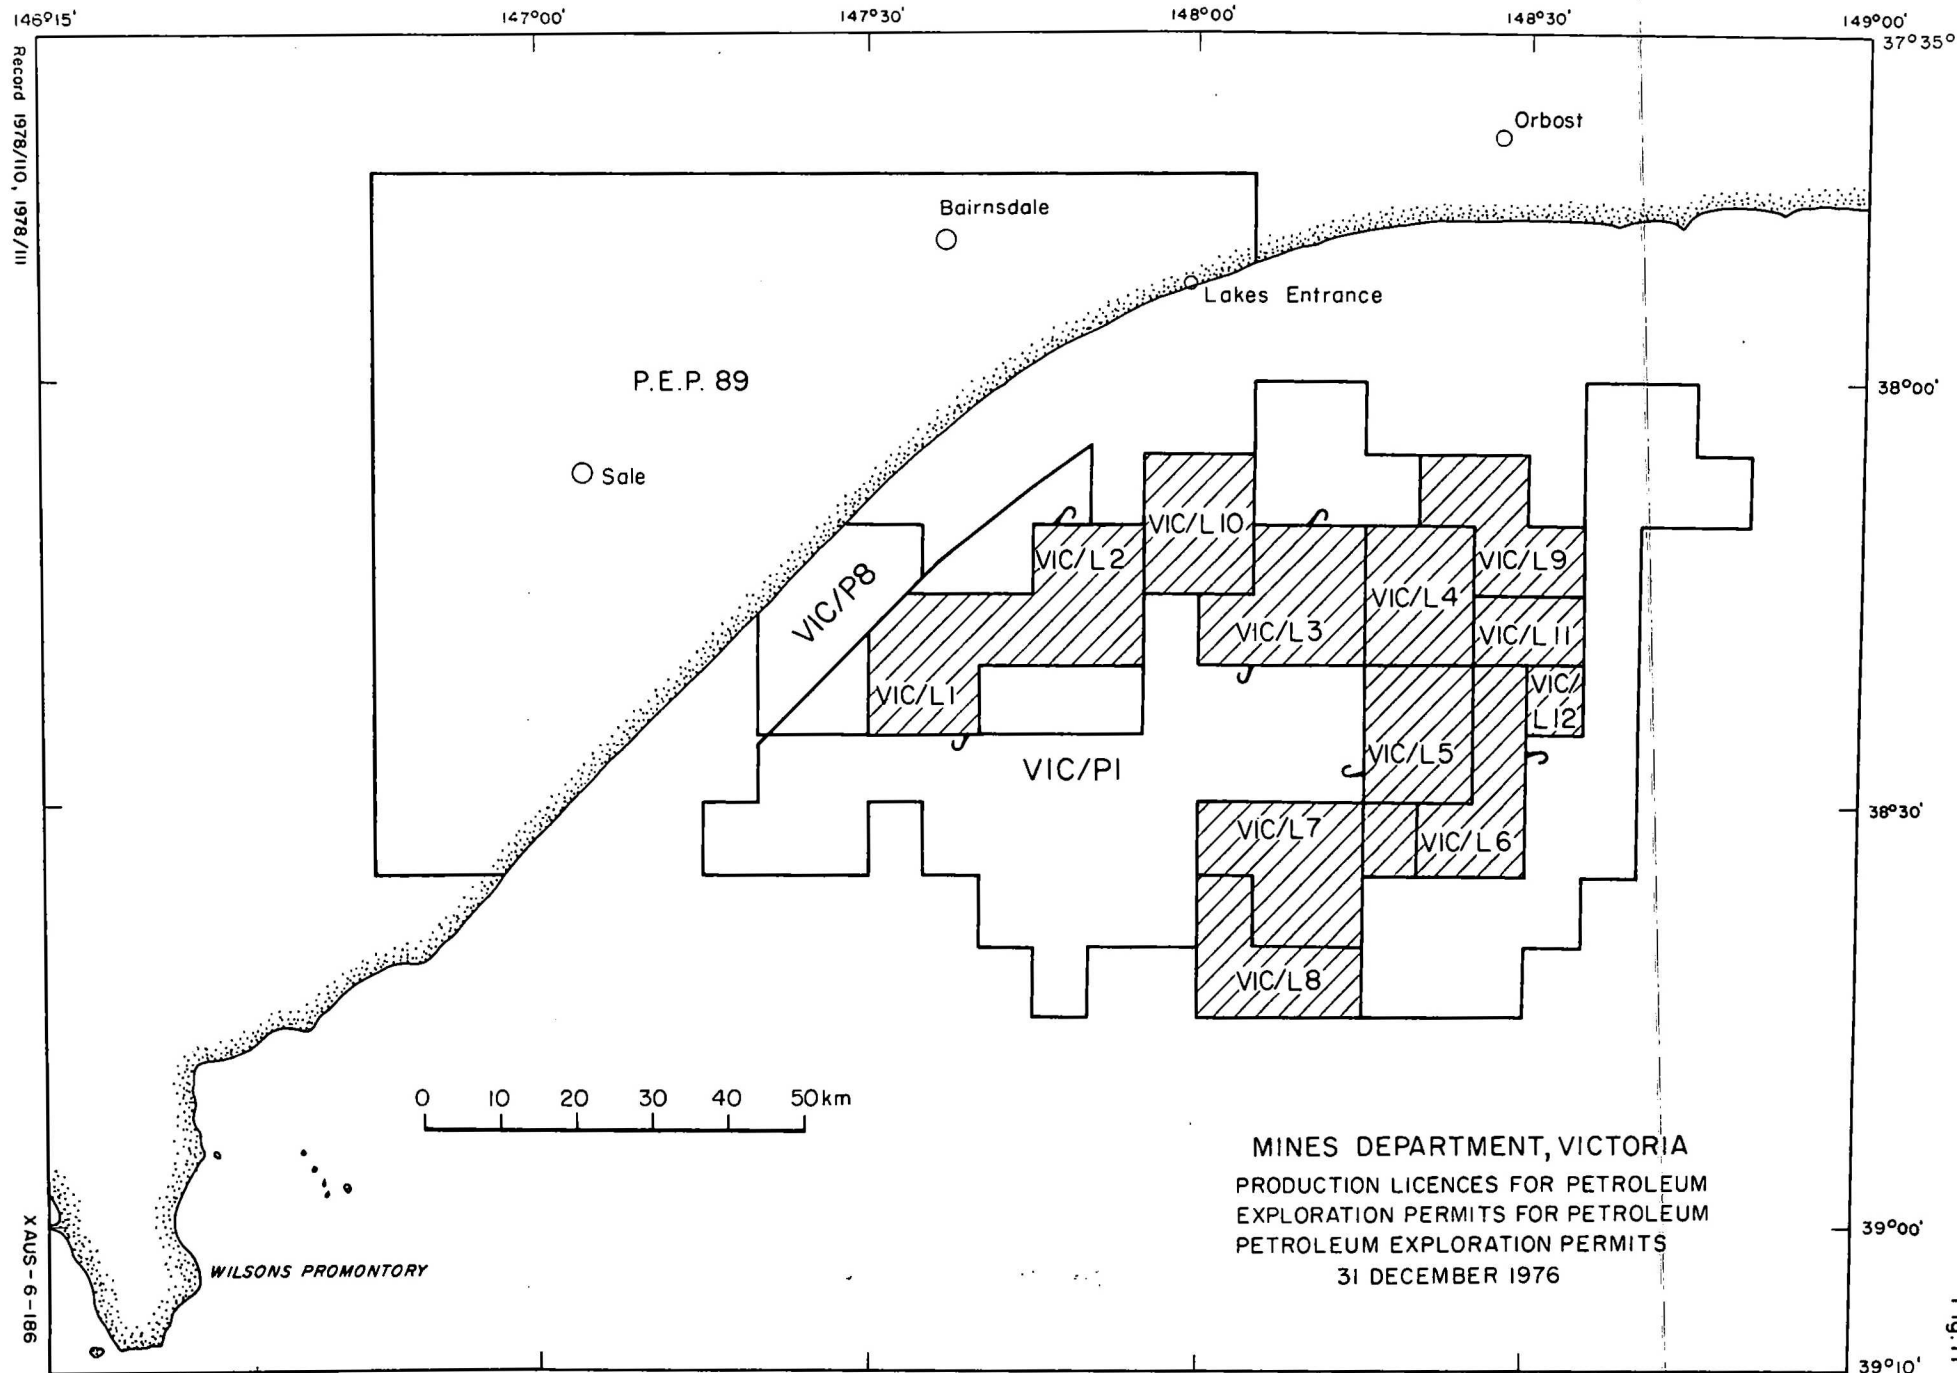 146°15' 147°00' 147°30' 148°00' 148°30' 149°00'
37°35'
Record 1978/110, 1978/111
Orbost
Bairnsdale
Lakes Entrance
P.E.P. 89
38°00'
Sale
VIC/L10
VIC/L2
VIC/L9
VIC/P8
VIC/L4
VIC/L3
VIC/L11
VIC/L1
VIC/
L12
VIC/L5
VIC/P1
38°30'
VIC/L7
VIC/L6
VIC/L8
0 10 20 30 40 50km
MINES DEPARTMENT, VICTORIA
PRODUCTION LICENCES FOR PETROLEUM
EXPLORATION PERMITS FOR PETROLEUM
PETROLEUM EXPLORATION PERMITS
31 DECEMBER 1976
39°00'
WILSONS PROMONTORY
XAUS-6-186
39°10'